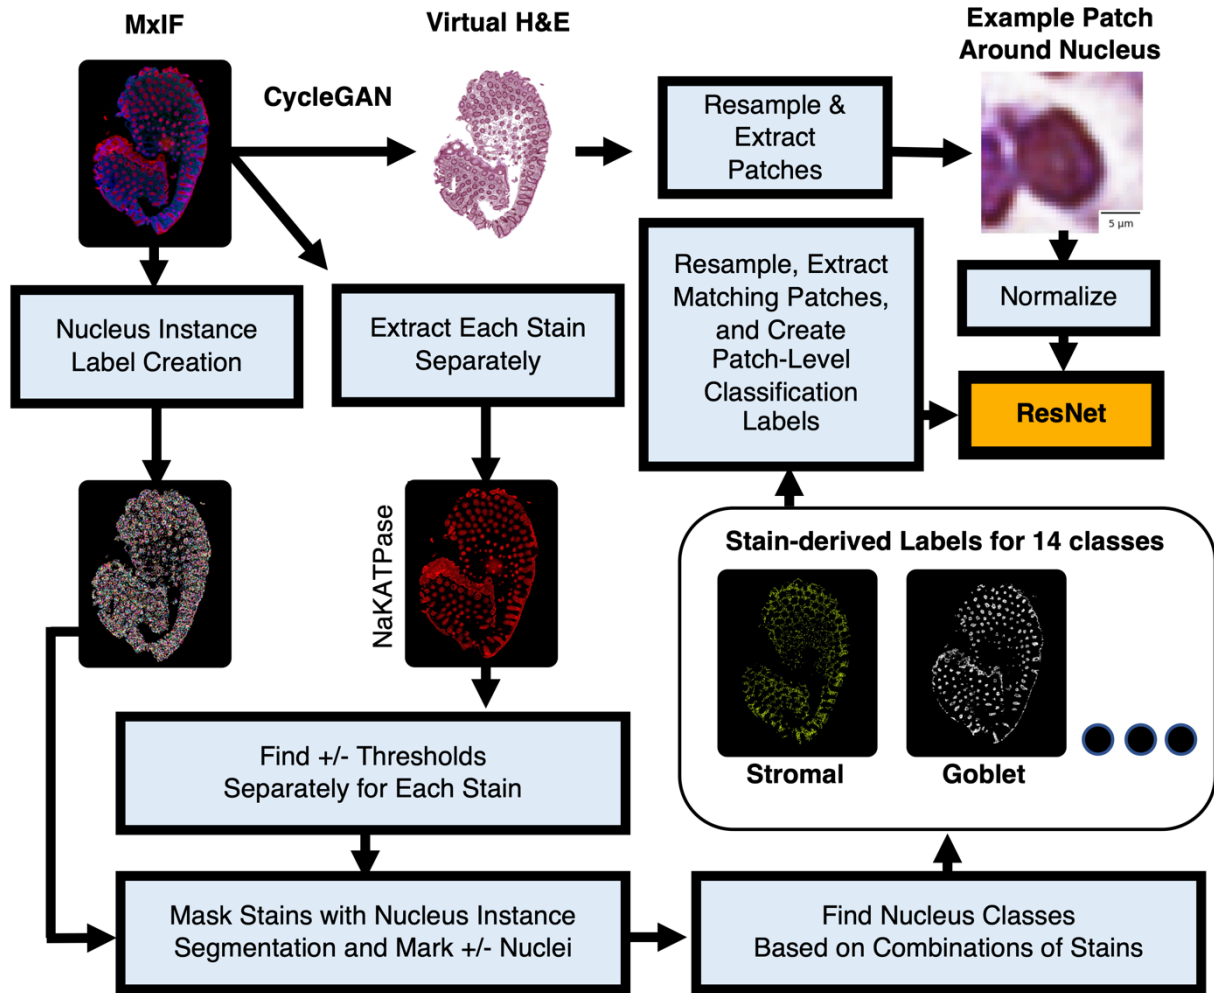 MxIF
Virtual H&E
Example Patch
Around Nucleus
CycleGAN
Resample &
Extract
Patches
5 µm
Nucleus Instance
Label Creation
Extract Each Stain
Separately
Resample, Extract
Matching Patches,
and Create
Patch-Level
Classification
Labels
Normalize
ResNet
NaKATPase
Stain-derived Labels for 14 classes
Stromal
Goblet
Find +/- Thresholds
Separately for Each Stain
Mask Stains with Nucleus Instance
Segmentation and Mark +/- Nuclei
Find Nucleus Classes
Based on Combinations of Stains